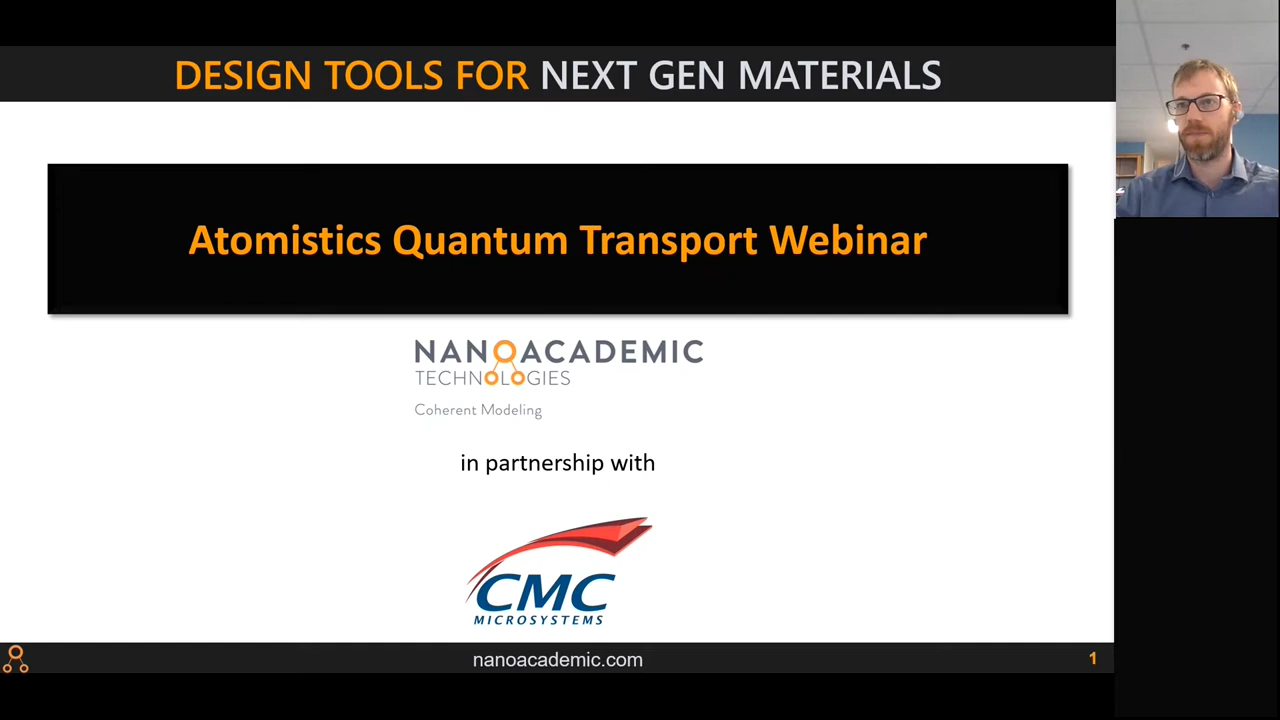 DESIGN TOOLS FOR NEXT GEN MATERIALS
Atomistics Quantum Transport Webinar
NANOACADEMIC
TECHNOLOGIES
Coherent Modeling
in partnership with
CMC
MICROSYSTEMS
nanoacademic.com
1